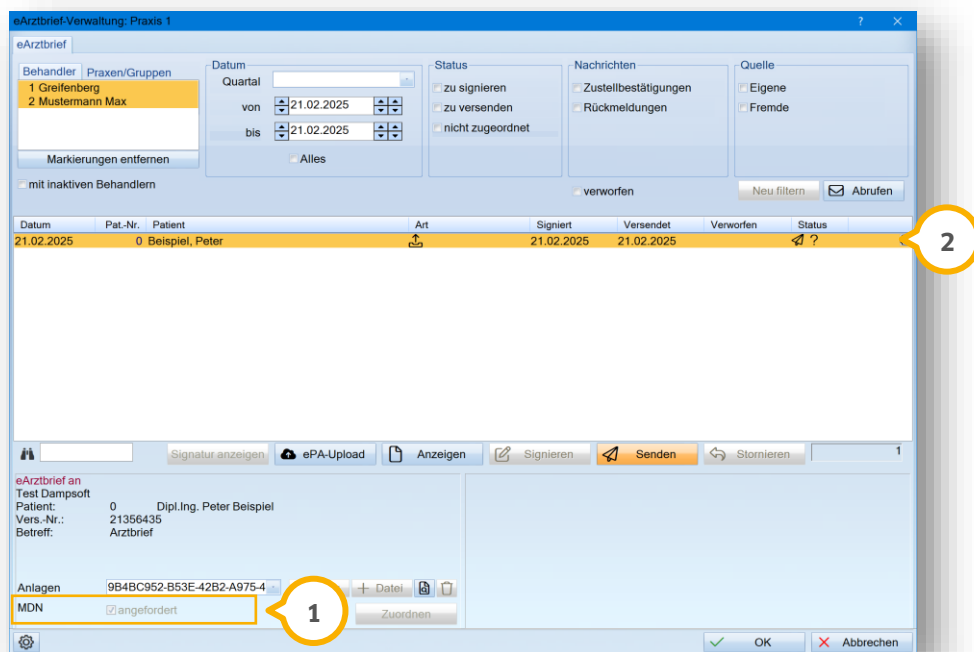 eArztbrief-Verwaltung: Praxis 1 ?
eArztbrief
Behandler Praxen/Gruppen
1 Greifenberg
2 Mustermann Max
Markierungen entfernen
mit inaktiven Behandlern
Datum
Quartal
von 21.02.2025
bis 21.02.2025
Alles
Status
zu signieren
zu versenden
nicht zugeordnet
Nachrichten
Zustellbestätigungen
Rückmeldungen
verworfen
Quelle
Eigene
Fremde
Neu filtern Abrufen
Datum Pat.-Nr. Patient Art Signiert Versendet Verworfen Status
21.02.2025 0 Beispiel, Peter 21.02.2025 21.02.2025 ?
2
Signatur anzeigen ePA-Upload Anzeigen Signieren Senden Stornieren 1
eArztbrief an
Test Dampsoft
Patient: 0 Dipl.Ing. Peter Beispiel
Vers.-Nr.: 21356435
Betreff: Arztbrief
Anlagen 9B4BC952-B53E-42B2-A975-4 + Datei
MDN angefordert Zuordnen
1
OK Abbrechen